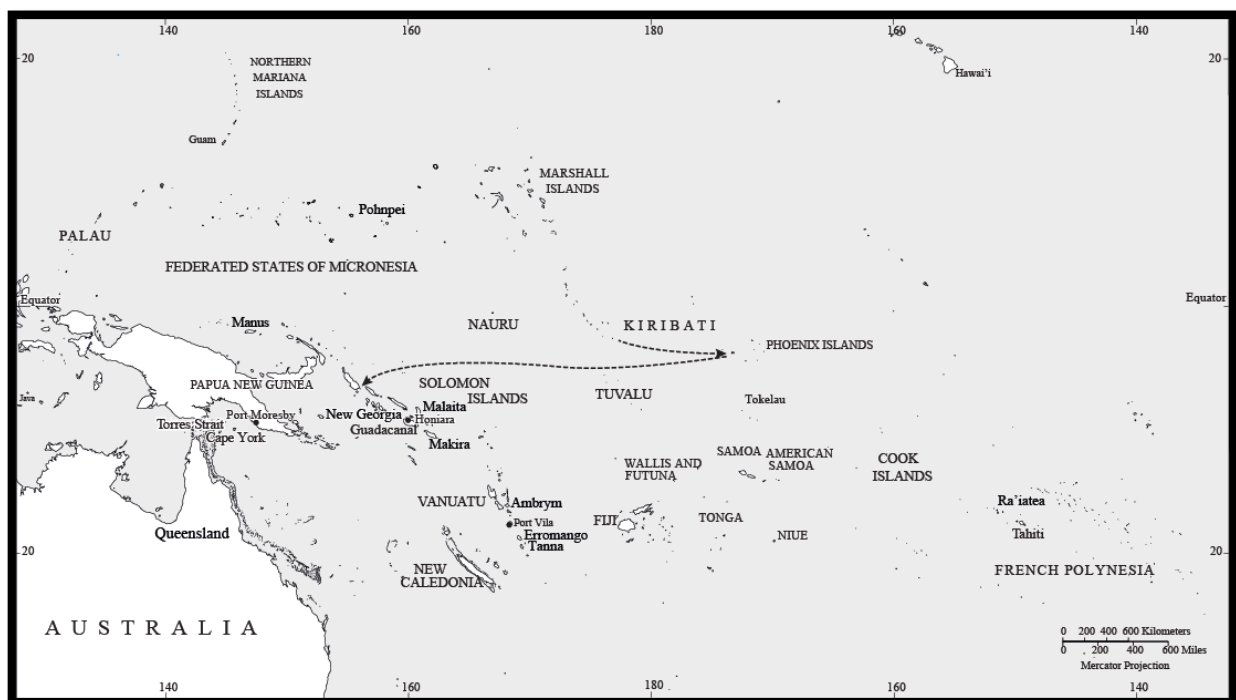 140 160 180 160 140
20 20
NORTHERN
MARIANA
ISLANDS
Hawai'i
Guam
MARSHALL
ISLANDS
Pohnpei
PALAU
FEDERATED STATES OF MICRONESIA
Equator Equator
Manus
NAURU
KIRIBATI
PHOENIX ISLANDS
PAPUA NEW GUINEA
SOLOMON
ISLANDS
TUVALU
Java
Tokelau
Port Moresby
New Georgia
Malaita
Honiara
Torres Strait
Guadacanal
Cape York
Makira
SAMOA
AMERICAN
SAMOA
WALLIS AND
FUTUNA
COOK
ISLANDS
VANUATU
Ambrym
Ra'iatea
Port Vila
FIJI
TONGA
Queensland
Erromango
Tanna
NIUE
Tahiti
20 20
NEW
CALEDONIA
FRENCH POLYNESIA
AUSTRALIA
0 200 400 600 Kilometers
0 200 400 600 Miles
Mercator Projection
140 160 180 160 140